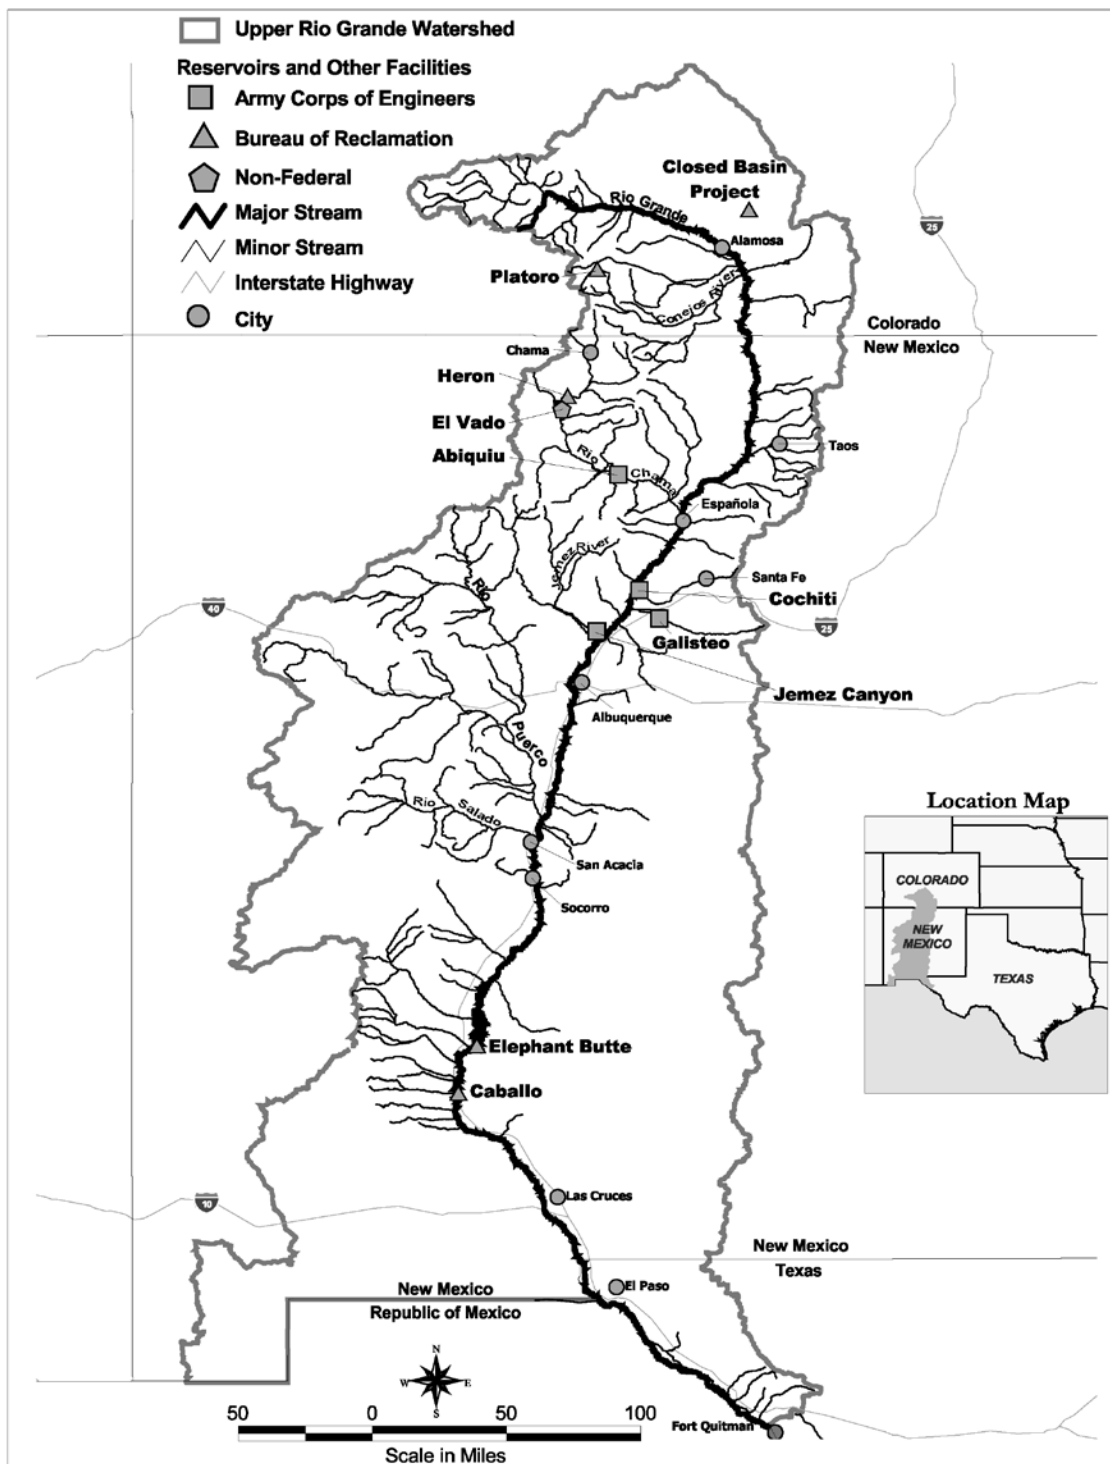 Upper Rio Grande Watershed
Reservoirs and Other Facilities
Army Corps of Engineers
Bureau of Reclamation
Non-Federal
Major Stream
Minor Stream
Interstate Highway
City
Closed Basin
Project
Rio Grande
25
Alamosa
Platoro
Conejos River
Colorado
New Mexico
Chama
Heron
El Vado
Taos
Abiquiu
Rio
Chama
Española
Jemez River
Rio
Santa Fe
Cochiti
40
25
Galisteo
Jemez Canyon
Albuquerque
Puerco
Rio
Salado
Location Map
San Acacia
COLORADO
Socorro
NEW
MEXICO
TEXAS
Elephant Butte
Caballo
Las Cruces
10
New Mexico
Texas
El Paso
New Mexico
Republic of Mexico
N
W
E
S
50
0
50
100
Fort Quitman
Scale in Miles